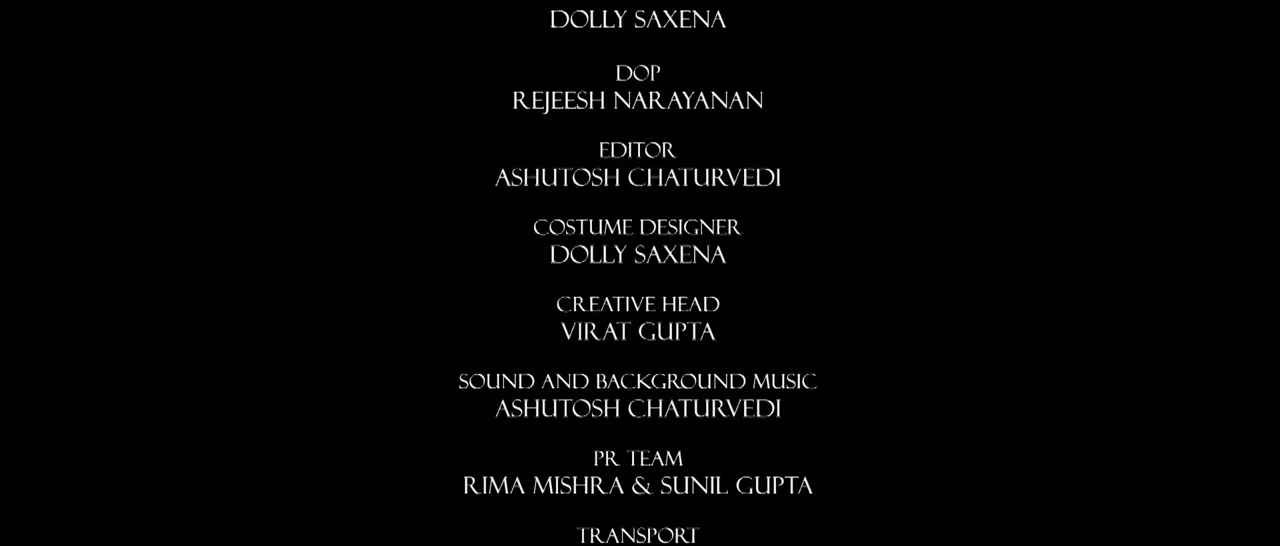 DOLLY SAXENA
DOP
REJEESH NARAYANAN
EDITOR
ASHUTOSH CHATURVEDI
COSTUME DESIGNER
DOLLY SAXENA
CREATIVE HEAD
VIRAT GUPTA
SOUND AND BACKGROUND MUSIC
ASHUTOSH CHATURVEDI
PR TEAM
RIMA MISHRA & SUNIL GUPTA
TRANSPORT